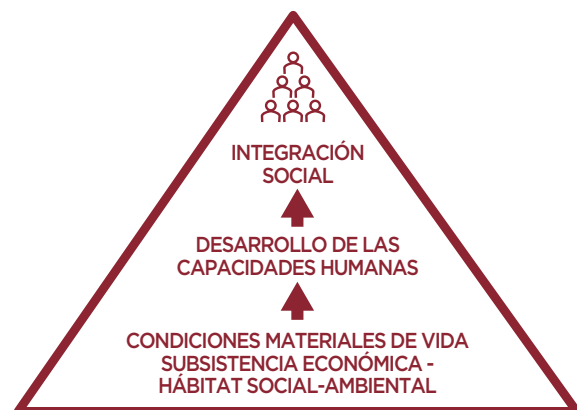 INTEGRACIÓN
SOCIAL
DESARROLLO DE LAS
CAPACIDADES HUMANAS
CONDICIONES MATERIALES DE VIDA
SUBSISTENCIA ECONÓMICA -
HÁBITAT SOCIAL-AMBIENTAL